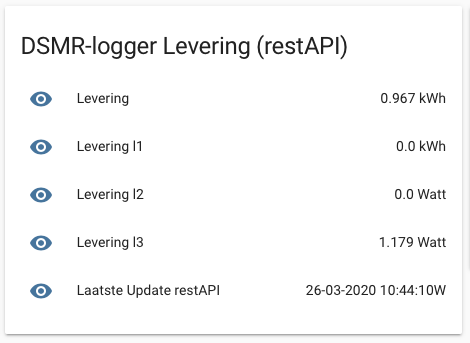 DSMR-logger Levering (restAPI)
Levering 0.967 kWh
Levering l1 0.0 kWh
Levering l2 0.0 Watt
Levering l3 1.179 Watt
Laatste Update restAPI 26-03-2020 10:44:10W